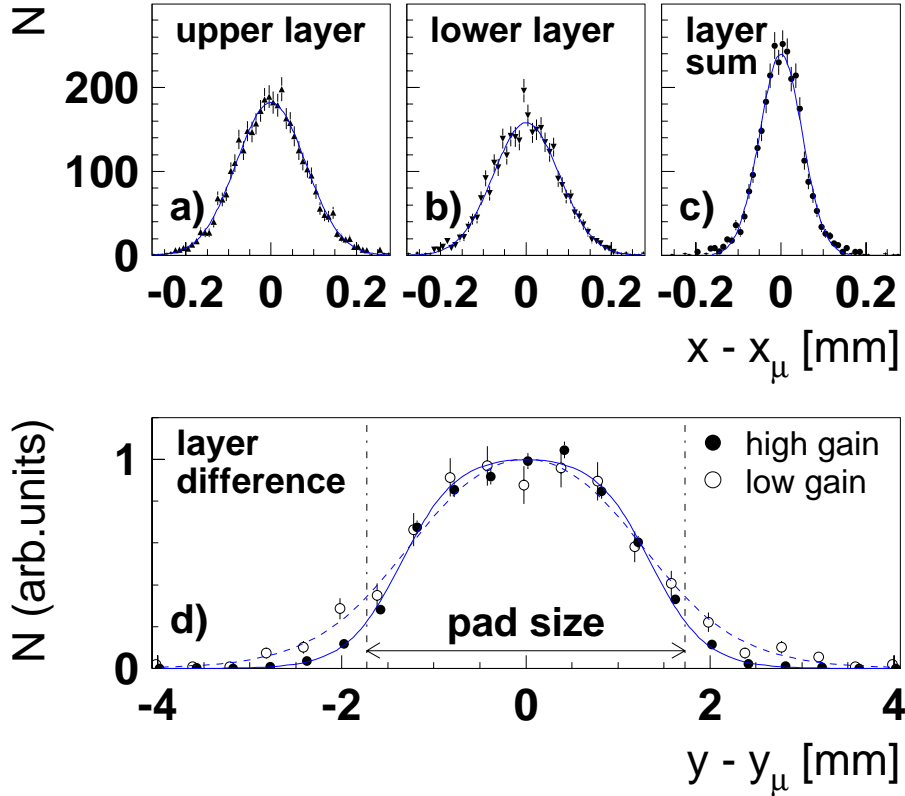 N
upper layer
lower layer
layer
sum
200
100
0
a)
b)
c)
-0.2 0 0.2
-0.2 0 0.2
-0.2 0 0.2
x - xμ [mm]
N (arb.units)
1
0
layer
difference
high gain
low gain
d)
pad size
-4 -2 0 2 4
y - yμ [mm]